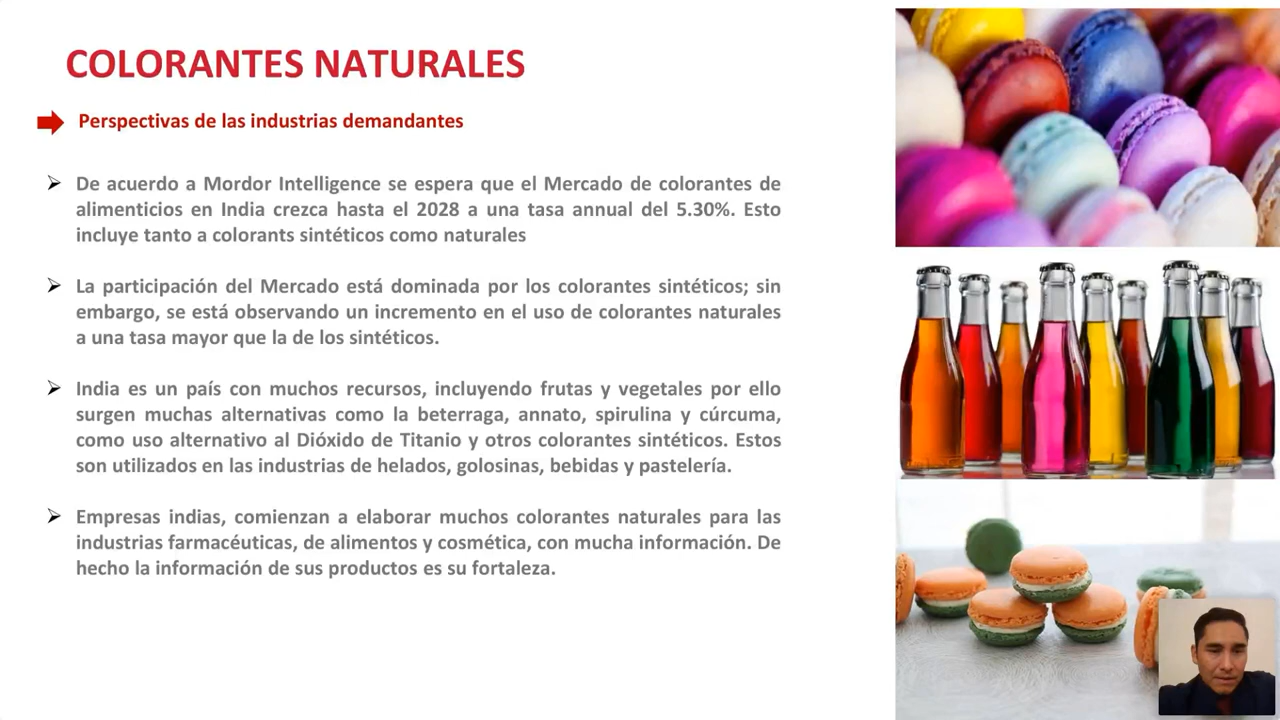 COLORANTES NATURALES
Perspectivas de las industrias demandantes
De acuerdo a Mordor Intelligence se espera que el Mercado de colorantes de
alimenticios en India crezca hasta el 2028 a una tasa annual del 5.30%. Esto
incluye tanto a colorants sintéticos como naturales
La participación del Mercado está dominada por los colorantes sintéticos; sin
embargo, se está observando un incremento en el uso de colorantes naturales
a una tasa mayor que la de los sintéticos.
India es un país con muchos recursos, incluyendo frutas y vegetales por ello
surgen muchas alternativas como la beterraga, annato, spirulina y cúrcuma,
como uso alternativo al Dióxido de Titanio y otros colorantes sintéticos. Estos
son utilizados en las industrias de helados, golosinas, bebidas y pastelería.
Empresas indias, comienzan a elaborar muchos colorantes naturales para las
industrias farmacéuticas, de alimentos y cosmética, con mucha información. De
hecho la información de sus productos es su fortaleza.